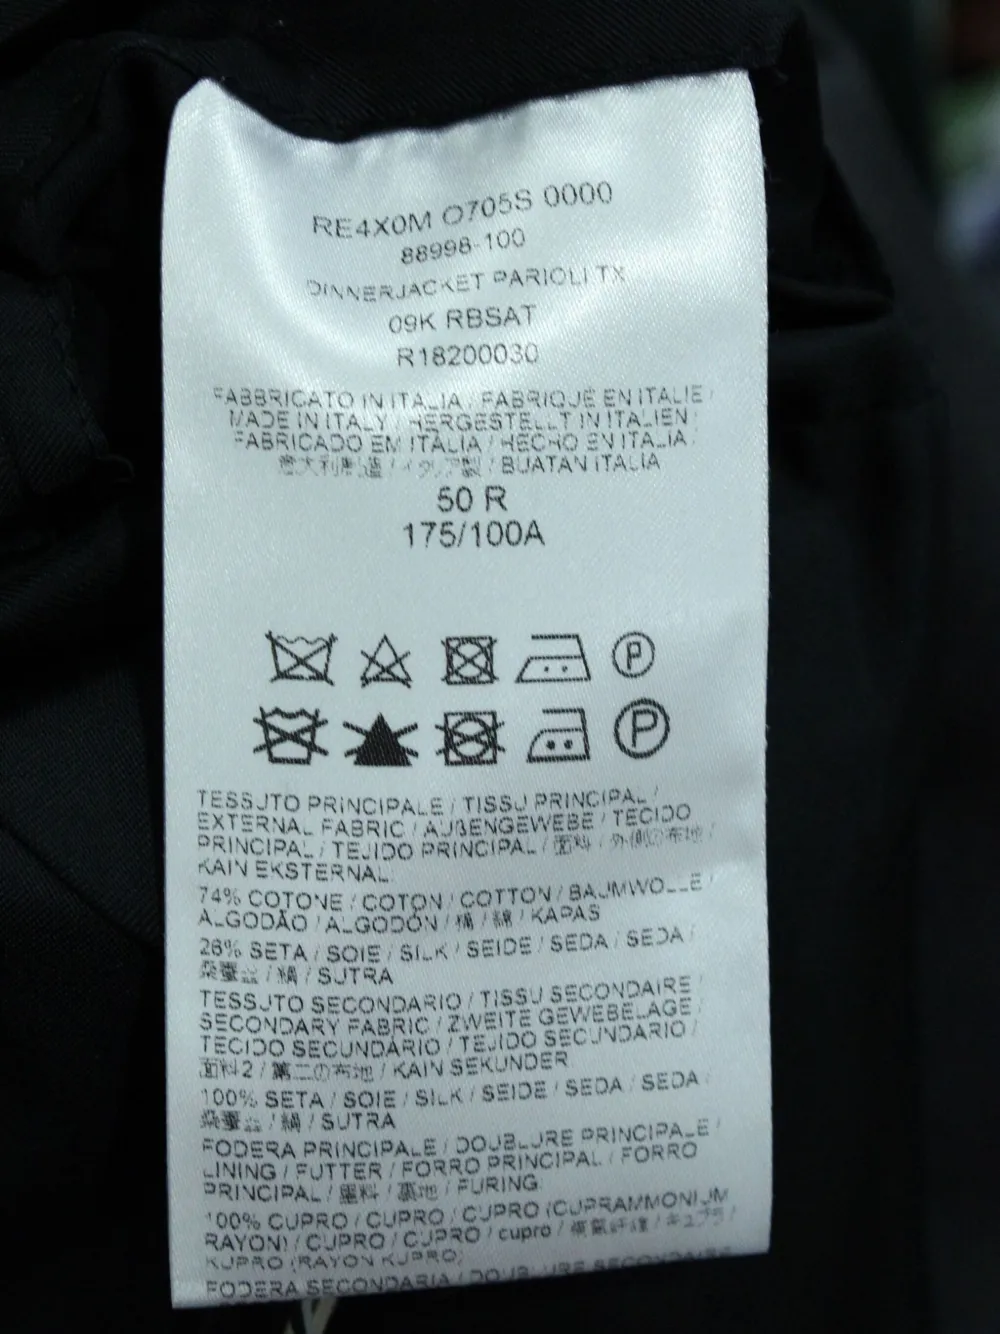 RE4X0M O705S 0000
88998-100
DINNERJACKET PARIOLI TX
09K RBSAT
R18200030
FABBRICATO IN ITALIA / FABRIQUÉ EN ITALIE /
MADE IN ITALY / HERGESTELLT IN ITALIEN /
FABRICADO EM ITÁLIA / HECHO EN ITALIA /
意大利制造 / イタリア製 / BUATAN ITALIA
50 R
175/100A
P
P
TESSUTO PRINCIPALE / TISSU PRINCIPAL /
EXTERNAL FABRIC / AUßENGEWEBE / TECIDO
PRINCIPAL / TEJIDO PRINCIPAL / 面料 / 外側の布地 /
KAIN EKSTERNAL:
74% COTONE / COTON / COTTON / BAUMWOLLE /
ALGODÃO / ALGODÓN / 棉 / 綿 / KAPAS
26% SETA / SOIE / SILK / SEIDE / SEDA / SEDA /
桑蚕丝 / 絹 / SUTRA
TESSUTO SECONDARIO / TISSU SECONDAIRE /
SECONDARY FABRIC / ZWEITE GEWEBELAGE /
TECIDO SECUNDÁRIO / TEJIDO SECUNDARIO /
面料2 / 第二の布地 / KAIN SEKUNDER
100% SETA / SOIE / SILK / SEIDE / SEDA / SEDA /
桑蚕丝 / 絹 / SUTRA
FODERA PRINCIPALE / DOUBLURE PRINCIPALE /
LINING / FUTTER / FORRO PRINCIPAL / FORRO
PRINCIPAL / 里料 / 裏地 / FURING:
100% CUPRO / CUPRO / CUPRO (CUPRAMMONIUM
RAYON) / CUPRO / CUPRO / cupro / 铜氨纤维 / キュプラ /
KUPRO (RAYON KUPRO)
FODERA SECONDARIA / DOUBLURE SECONDAIRE